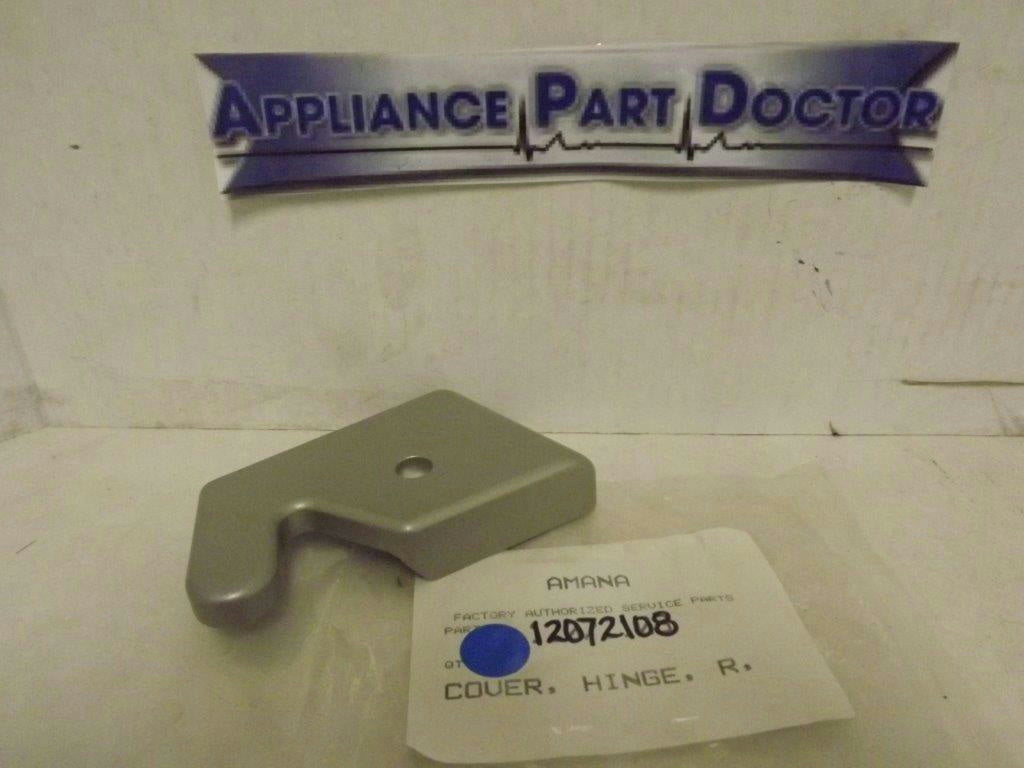 APPLIANCE PART DOCTOR
AMANA
FACTORY AUTHORIZED SERVICE PARTS
12072108
COVER, HINGE, R.